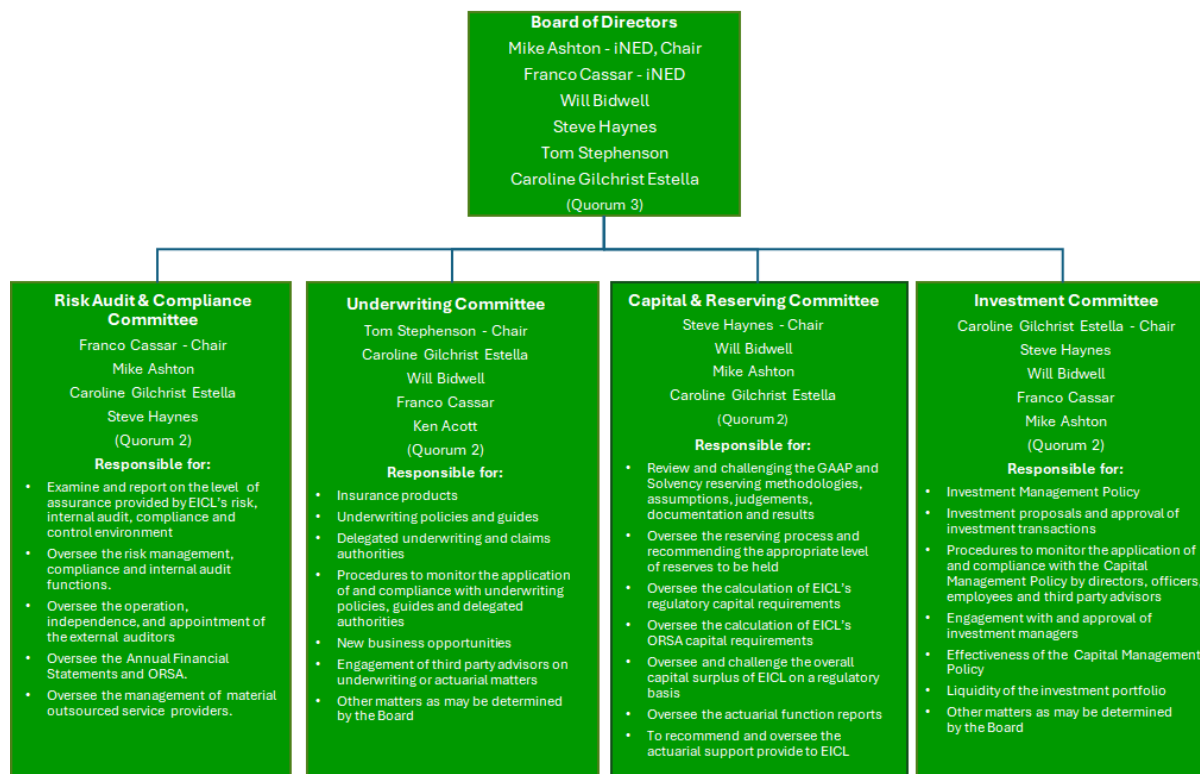 Board of Directors
Mike Ashton - iNED, Chair
Franco Cassar - iNED
Will Bidwell
Steve Haynes
Tom Stephenson
Caroline Gilchrist Estella
(Quorum 3)
Risk Audit & Compliance
Committee
Franco Cassar - Chair
Mike Ashton
Caroline Gilchrist Estella
Steve Haynes
(Quorum 2)
Responsible for:
• Examine and report on the level of
assurance provided by EICL's risk,
internal audit, compliance and
control environment
• Oversee the risk management,
compliance and internal audit
functions.
• Oversee the operation,
independence, and appointment of
the external auditors
• Oversee the Annual Financial
Statements and ORSA.
• Oversee the management of material
outsourced service providers.
Underwriting Committee
Tom Stephenson - Chair
Caroline Gilchrist Estella
Will Bidwell
Franco Cassar
Ken Acott
(Quorum 2)
Responsible for:
• Insurance products
• Underwriting policies and guides
• Delegated underwriting and claims
authorities
• Procedures to monitor the application
of and compliance with underwriting
policies, guides and delegated
authorities
• New business opportunities
• Engagement of third party advisors on
underwriting or actuarial matters
• Other matters as may be determined
by the Board
Capital & Reserving Committee
Steve Haynes - Chair
Will Bidwell
Mike Ashton
Caroline Gilchrist Estella
(Quorum 2)
Responsible for:
• Review and challenging the GAAP and
Solvency reserving methodologies,
assumptions, judgements,
documentation and results
• Oversee the reserving process and
recommending the appropriate level
of reserves to be held
• Oversee the calculation of EICL's
regulatory capital requirements
• Oversee the calculation of EICL's
ORSA capital requirements
• Oversee and challenge the overall
capital surplus of EICL on a regulatory
basis
• Oversee the actuarial function reports
• To recommend and oversee the
actuarial support provide to EICL
Investment Committee
Caroline Gilchrist Estella - Chair
Steve Haynes
Will Bidwell
Franco Cassar
Mike Ashton
(Quorum 2)
Responsible for:
• Investment Management Policy
• Investment proposals and approval of
investment transactions
• Procedures to monitor the application of
and compliance with the Capital
Management Policy by directors, officers,
employees and third party advisors
• Engagement with and approval of
investment managers
• Effectiveness of the Capital Management
Policy
• Liquidity of the investment portfolio
• Other matters as may be determined
by the Board